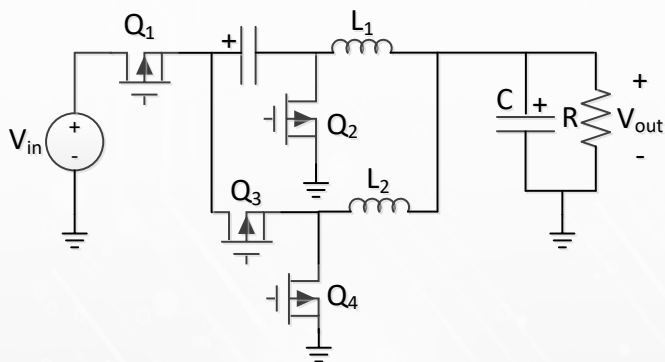 Q1
+
L1
Vin
+
-
Q2
C
+
R
+
Vout
-
Q3
L2
Q4